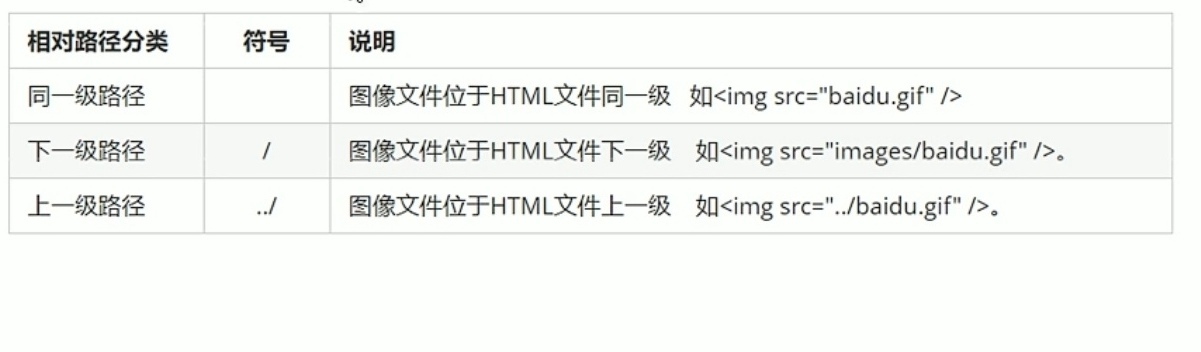 相对路径分类 符号 说明
同一级路径 图像文件位于HTML文件同一级 如<img src="baidu.gif" />
下一级路径 / 图像文件位于HTML文件下一级 如<img src="images/baidu.gif" />。
上一级路径 ../ 图像文件位于HTML文件上一级 如<img src="../baidu.gif" />。